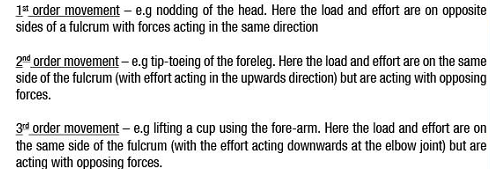 1st order movement – e.g nodding of the head. Here the load and effort are on opposite
sides of a fulcrum with forces acting in the same direction
2nd order movement – e.g tip-toeing of the foreleg. Here the load and effort are on the same
side of the fulcrum (with effort acting in the upwards direction) but are acting with opposing
forces.
3rd order movement – e.g lifting a cup using the fore-arm. Here the load and effort are on
the same side of the fulcrum (with the effort acting downwards at the elbow joint) but are
acting with opposing forces.